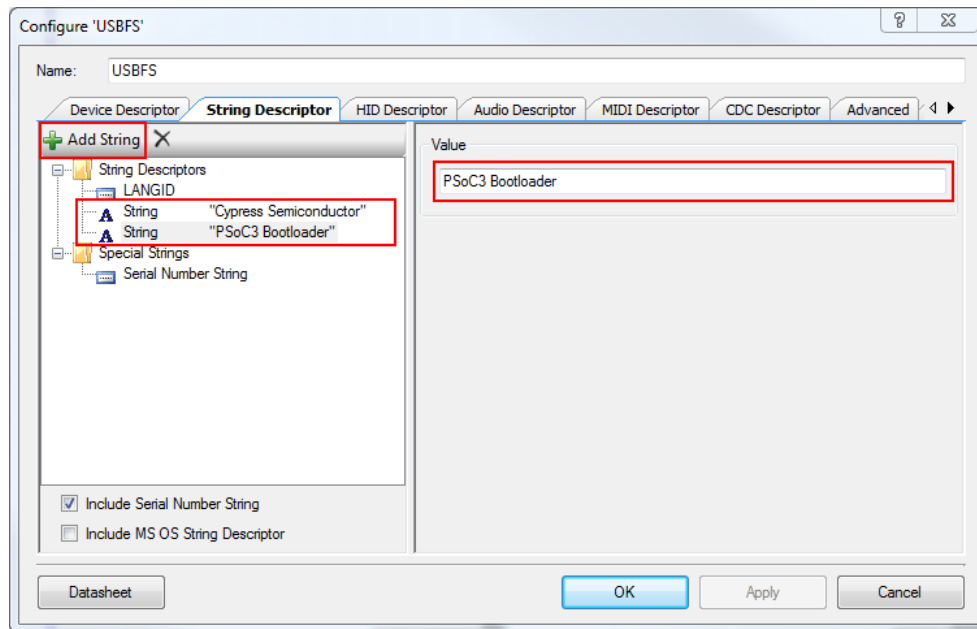 Configure 'USBFS'
Name: USBFS
Device Descriptor String Descriptor HID Descriptor Audio Descriptor MIDI Descriptor CDC Descriptor Advanced
Add String
Value
String Descriptors
PSoC3 Bootloader
LANGID
String "Cypress Semiconductor"
String "PSoC3 Bootloader"
Special Strings
Serial Number String
Include Serial Number String
Include MS OS String Descriptor
Datasheet OK Apply Cancel